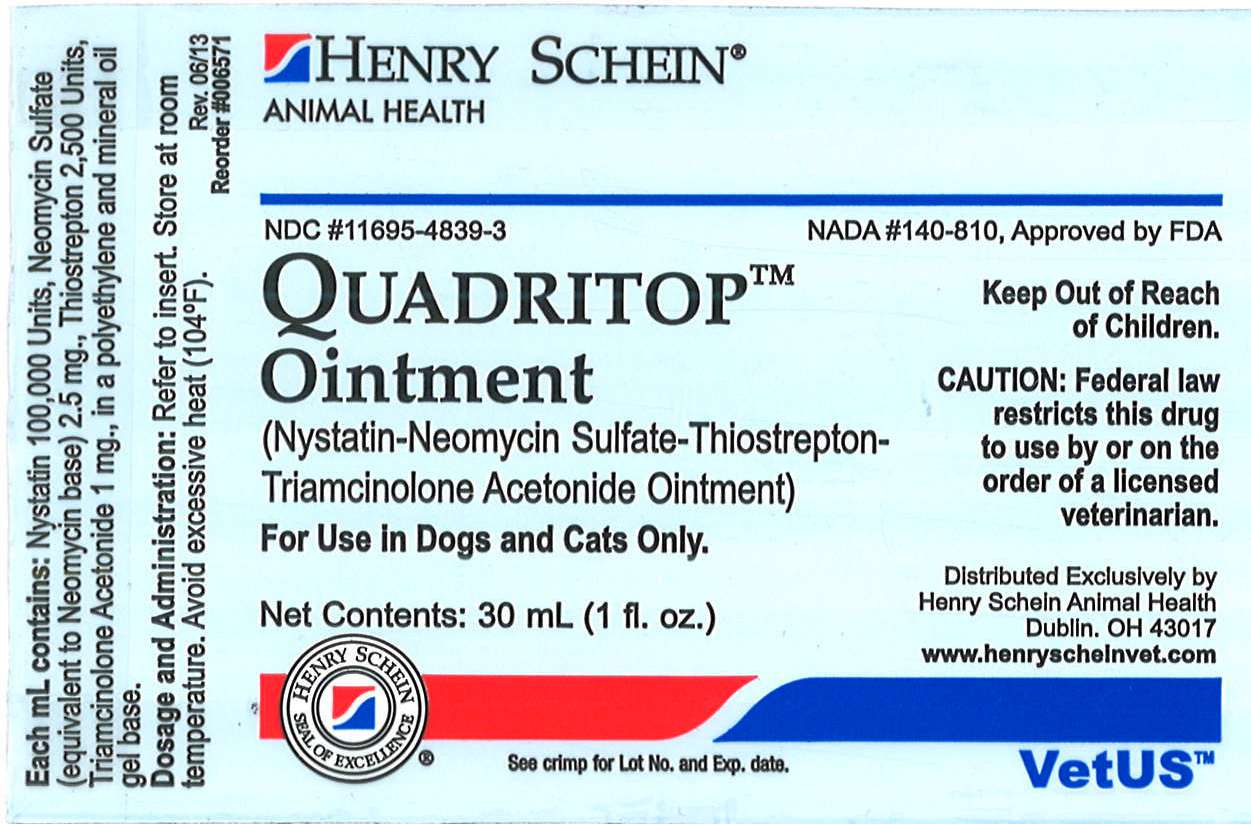 Each mL contains: Nystatin 100,000 Units, Neomycin Sulfate
(equivalent to Neomycin base) 2.5 mg., Thiostrepton 2,500 Units,
Triamcinolone Acetonide 1 mg., in a polyethylene and mineral oil
gel base.
Dosage and Administration: Refer to insert. Store at room
temperature. Avoid excessive heat (104°F).
Rev. 06/13
Reorder #006571
HENRY SCHEIN®
ANIMAL HEALTH
NDC #11695-4839-3
NADA #140-810, Approved by FDA
QUADRITOP™
Ointment
(Nystatin-Neomycin Sulfate-Thiostrepton-
Triamcinolone Acetonide Ointment)
For Use in Dogs and Cats Only.
Net Contents: 30 mL (1 fl. oz.)
Keep Out of Reach
of Children.
CAUTION: Federal law
restricts this drug
to use by or on the
order of a licensed
veterinarian.
Distributed Exclusively by
Henry Schein Animal Health
Dublin. OH 43017
www.henryscheinvet.com
HENRY SCHEIN
SEAL OF EXCELLENCE
®
See crimp for Lot No. and Exp. date.
VetUS™